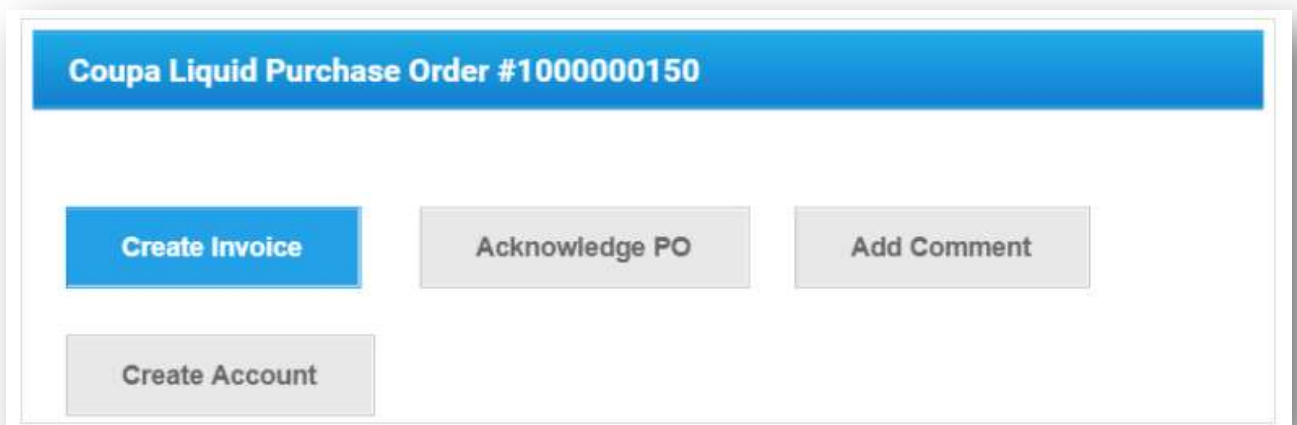 Coupa Liquid Purchase Order #1000000150
Create Invoice
Acknowledge PO
Add Comment
Create Account